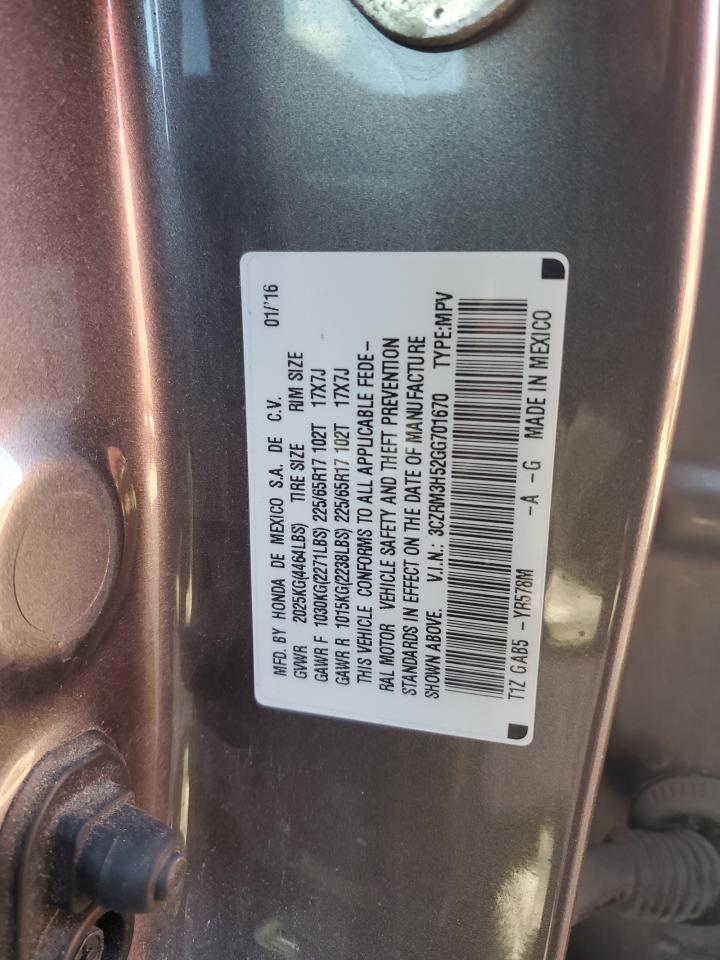 MFD. BY HONDA DE MEXICO S.A. DE C.V. 01/'16
GVWR 2025KG(4464LBS) TIRE SIZE RIM SIZE
GAWR F 1030KG(2271LBS) 225/65R17 102T 17X7J
GAWR R 1015KG(2238LBS) 225/65R17 102T 17X7J
THIS VEHICLE CONFORMS TO ALL APPLICABLE FEDE-
RAL MOTOR VEHICLE SAFETY AND THEFT PREVENTION
STANDARDS IN EFFECT ON THE DATE OF MANUFACTURE
SHOWN ABOVE. V.I.N.: 3CZRM3H52GG701670 TYPE:MPV
T1Z GAB5 -YR578M -A -G MADE IN MEXICO